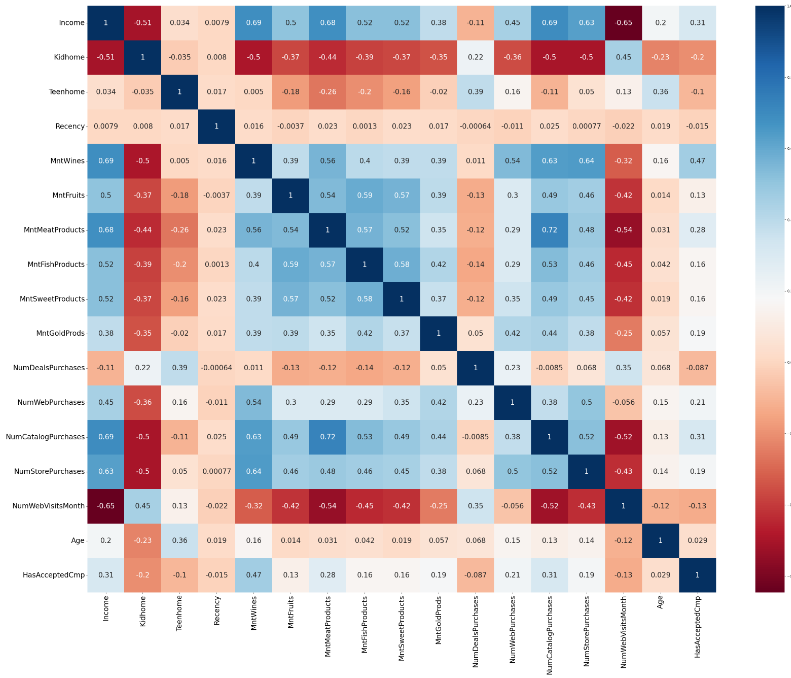 Income 1 -0.51 0.034 0.0079 0.69 0.5 0.68 0.52 0.52 0.38 -0.11 0.45 0.69 0.63 -0.65 0.2 0.31
Kidhome -0.51 1 -0.035 0.008 -0.5 -0.37 -0.44 -0.39 -0.37 -0.35 0.22 -0.36 -0.5 -0.5 0.45 -0.23 -0.2
Teenhome 0.034 -0.035 1 0.017 0.005 -0.18 -0.26 -0.2 -0.16 -0.02 0.39 0.16 -0.11 0.05 0.13 0.36 -0.1
Recency 0.0079 0.008 0.017 1 0.016 -0.0037 0.023 0.0013 0.023 0.017 -0.00064 -0.011 0.025 0.00077 -0.022 0.019 -0.015
MntWines 0.69 -0.5 0.005 0.016 1 0.39 0.56 0.4 0.39 0.39 0.011 0.54 0.63 0.64 -0.32 0.16 0.47
MntFruits 0.5 -0.37 -0.18 -0.0037 0.39 1 0.54 0.59 0.57 0.39 -0.13 0.3 0.49 0.46 -0.42 0.014 0.13
MntMeatProducts 0.68 -0.44 -0.26 0.023 0.56 0.54 1 0.57 0.52 0.35 -0.12 0.29 0.72 0.48 -0.54 0.031 0.28
MntFishProducts 0.52 -0.39 -0.2 0.0013 0.4 0.59 0.57 1 0.58 0.42 -0.14 0.29 0.53 0.46 -0.45 0.042 0.16
MntSweetProducts 0.52 -0.37 -0.16 0.023 0.39 0.57 0.52 0.58 1 0.37 -0.12 0.35 0.49 0.45 -0.42 0.019 0.16
MntGoldProds 0.38 -0.35 -0.02 0.017 0.39 0.39 0.35 0.42 0.37 1 0.05 0.42 0.44 0.38 -0.25 0.057 0.19
NumDealsPurchases -0.11 0.22 0.39 -0.00064 0.011 -0.13 -0.12 -0.14 -0.12 0.05 1 0.23 -0.0085 0.068 0.35 0.068 -0.087
NumWebPurchases 0.45 -0.36 0.16 -0.011 0.54 0.3 0.29 0.29 0.35 0.42 0.23 1 0.38 0.5 -0.056 0.15 0.21
NumCatalogPurchases 0.69 -0.5 -0.11 0.025 0.63 0.49 0.72 0.53 0.49 0.44 -0.0085 0.38 1 0.52 -0.52 0.13 0.31
NumStorePurchases 0.63 -0.5 0.05 0.00077 0.64 0.46 0.48 0.46 0.45 0.38 0.068 0.5 0.52 1 -0.43 0.14 0.19
NumWebVisitsMonth -0.65 0.45 0.13 -0.022 -0.32 -0.42 -0.54 -0.45 -0.42 -0.25 0.35 -0.056 -0.52 -0.43 1 -0.12 -0.13
Age 0.2 -0.23 0.36 0.019 0.16 0.014 0.031 0.042 0.019 0.057 0.068 0.15 0.13 0.14 -0.12 1 0.029
HasAcceptedCmp 0.31 -0.2 -0.1 -0.015 0.47 0.13 0.28 0.16 0.16 0.19 -0.087 0.21 0.31 0.19 -0.13 0.029 1
Income Kidhome Teenhome Recency MntWines MntFruits MntMeatProducts MntFishProducts MntSweetProducts MntGoldProds NumDealsPurchases NumWebPurchases NumCatalogPurchases NumStorePurchases NumWebVisitsMonth Age HasAcceptedCmp